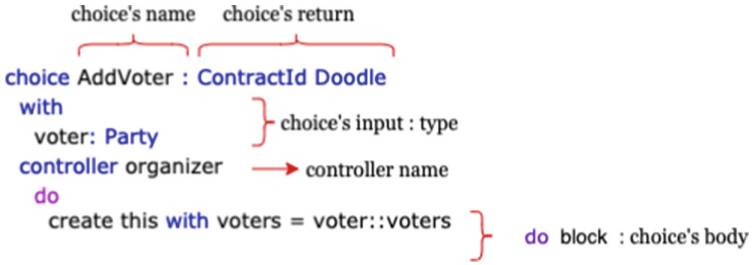 choice's name choice's return
choice AddVoter : ContractId Doodle
with
voter: Party
choice's input : type
controller organizer
controller name
do
create this with voters = voter::voters
do block : choice's body